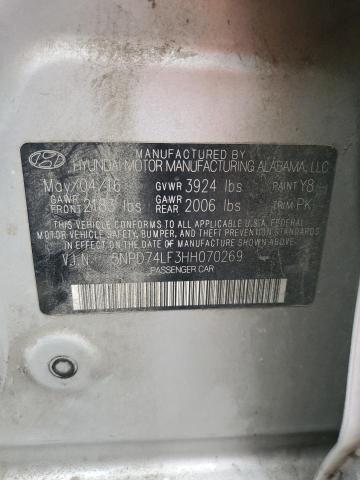 MANUFACTURED BY
HYUNDAI MOTOR MANUFACTURING ALABAMA, LLC
May/04/16 GVWR 3924 lbs PAINT Y8
GAWR FRONT 2183 lbs GAWR REAR 2006 lbs TRIM PK
THIS VEHICLE CONFORMS TO ALL APPLICABLE U.S.A. FEDERAL
MOTOR VEHICLE SAFETY, BUMPER, AND THEFT PREVENTION
STANDARDS IN EFFECT ON THE DATE OF MANUFACTURE SHOWN ABOVE.
V.I.N 5NPD74LF3HH070269
PASSENGER CAR